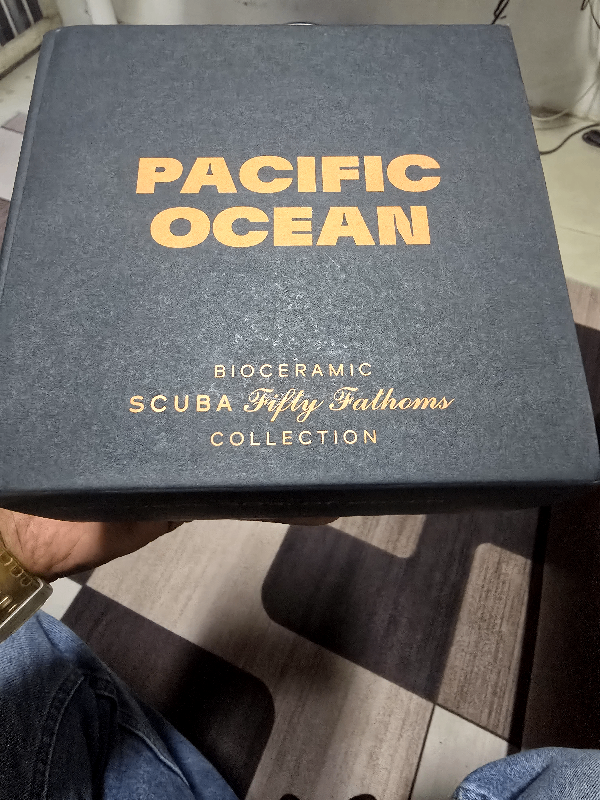 PACIFIC
OCEAN
BIOCERAMIC
SCUBA Fifty Fathoms
COLLECTION